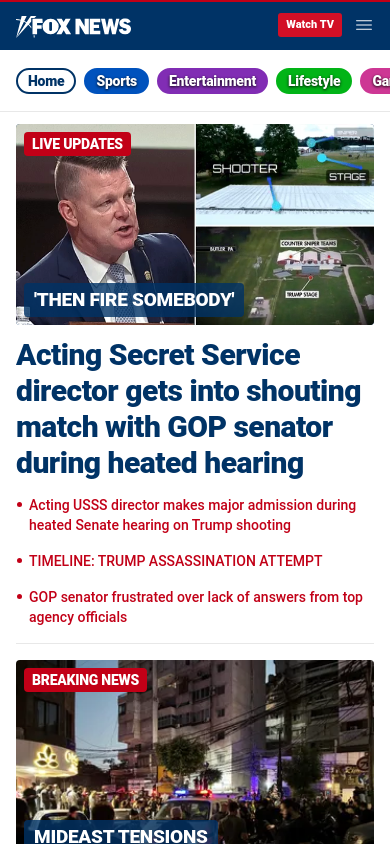 FOX NEWS
Watch TV
Home
Sports
Entertainment
Lifestyle
Ga
LIVE UPDATES
SHOOTER
STAGE
BUTLER, PA
COUNTER SNIPER TEAMS
TRUMP STAGE
'THEN FIRE SOMEBODY'
Acting Secret Service
director gets into shouting
match with GOP senator
during heated hearing
Acting USSS director makes major admission during
heated Senate hearing on Trump shooting
TIMELINE: TRUMP ASSASSINATION ATTEMPT
GOP senator frustrated over lack of answers from top
agency officials
BREAKING NEWS
MIDEAST TENSIONS